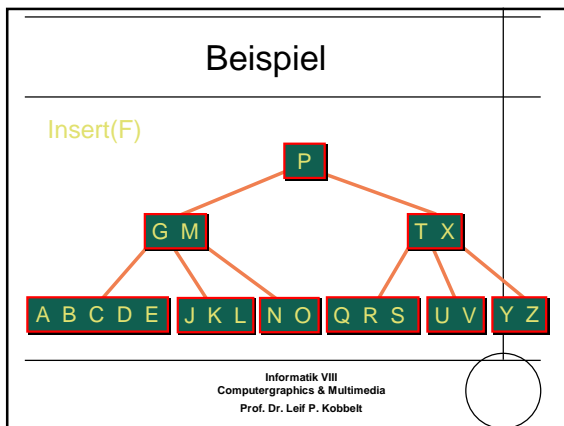 Beispiel
Insert(F)
P
G M
T X
A B C D E
J K L
N O
Q R S
U V
Y Z
Informatik VIII
Computergraphics & Multimedia
Prof. Dr. Leif P. Kobbelt